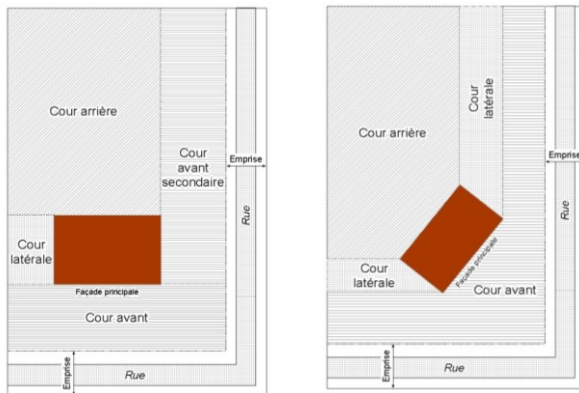 Cour arrière
Cour
avant
secondaire
Emprise
Rue
Cour
latérale
Façade principale
Cour avant
Emprise
Rue
Cour arrière
Cour
latérale
Emprise
Rue
Cour
latérale
Façade principale
Cour avant
Emprise
Rue